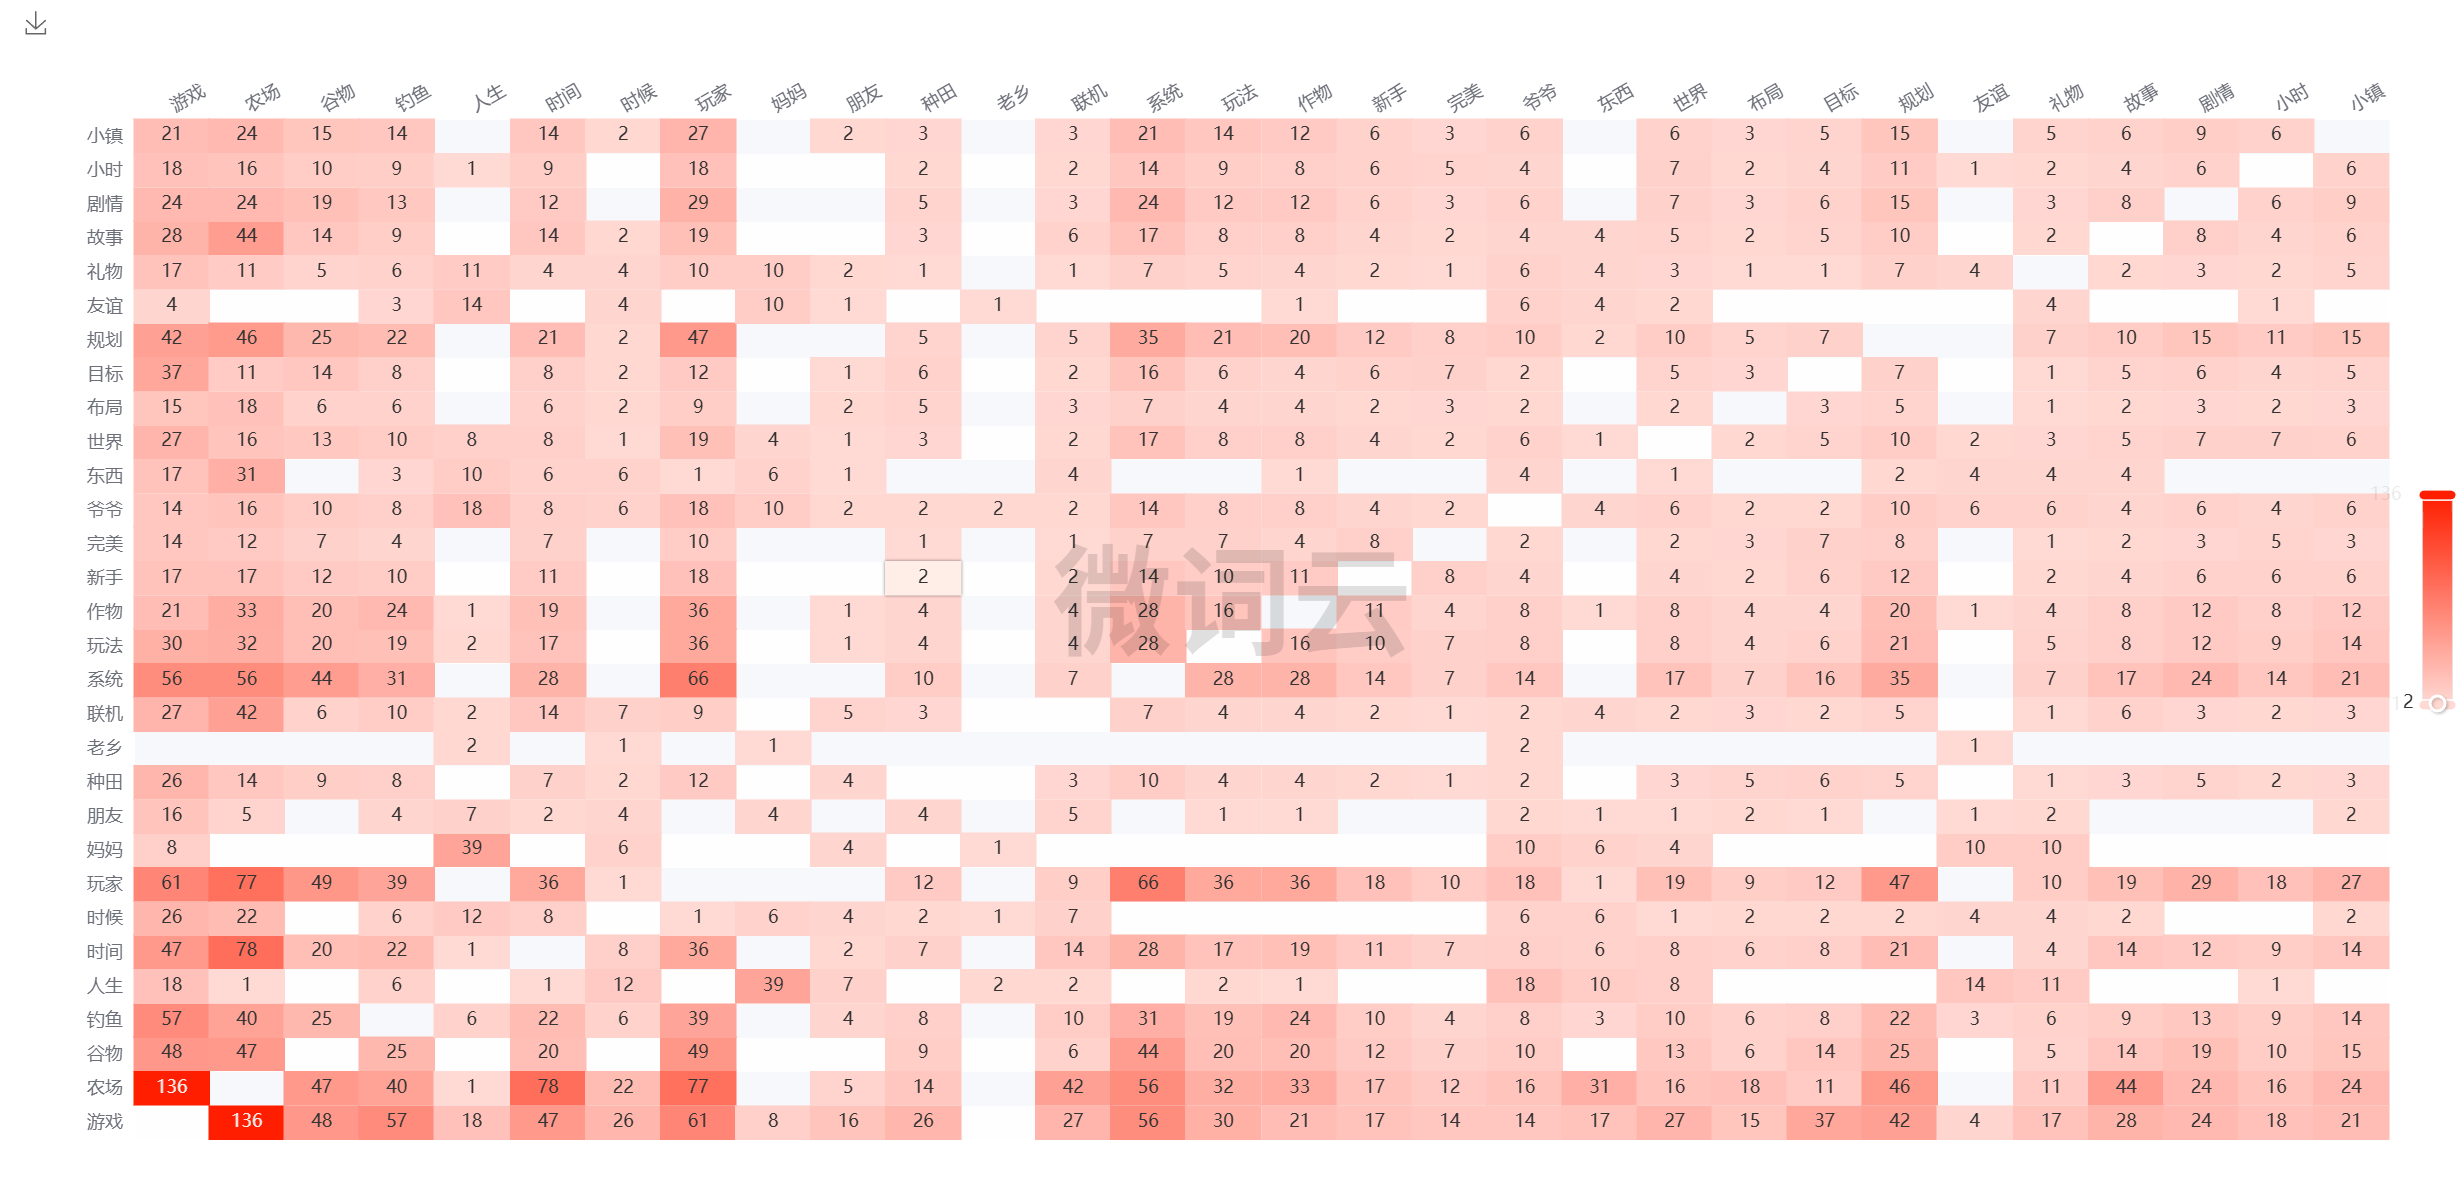 游戏 农场 谷物 钓鱼 人生 时间 时候 玩家 妈妈 朋友 种田 老乡 联机 系统 玩法 作物 新手 完美 爷爷 东西 世界 布局 目标 规划 友谊 礼物 故事 剧情 小时 小镇
小镇 21 24 15 14 14 2 27 2 3 3 21 14 12 6 3 6 6 3 5 15 5 6 9 6
小时 18 16 10 9 1 9 18 2 2 14 9 8 6 5 4 7 2 4 11 1 2 4 6 6
剧情 24 24 19 13 12 29 5 3 24 12 12 6 3 6 7 3 6 15 3 8 6 9
故事 28 44 14 9 14 2 19 3 6 17 8 8 4 2 4 4 5 2 5 10 2 8 4 6
礼物 17 11 5 6 11 4 4 10 10 2 1 1 7 5 4 2 1 6 4 3 1 1 7 4 2 3 2 5
友谊 4 3 14 4 10 1 1 1 6 4 2 4 1
规划 42 46 25 22 21 2 47 5 5 35 21 20 12 8 10 2 10 5 7 7 10 15 11 15
目标 37 11 14 8 8 2 12 1 6 2 16 6 4 6 7 2 5 3 7 1 5 6 4 5
布局 15 18 6 6 6 2 9 2 5 3 7 4 4 2 3 2 2 3 5 1 2 3 2 3
世界 27 16 13 10 8 8 1 19 4 1 3 2 17 8 8 4 2 6 1 2 5 10 2 3 5 7 7 6
东西 17 31 3 10 6 6 1 6 1 4 1 4 1 2 4 4 4
136
爷爷 14 16 10 8 18 8 6 18 10 2 2 2 2 14 8 8 4 2 4 6 2 2 10 6 6 4 6 4 6
完美 14 12 7 4 7 10 1 1 7 7 4 8 2 2 3 7 8 1 2 3 5 3
新手 17 17 12 10 11 18 2 2 14 10 11 8 4 4 2 6 12 2 4 6 6 6
微词云
作物 21 33 20 24 1 19 36 1 4 4 28 16 11 4 8 1 8 4 4 20 1 4 8 12 8 12
玩法 30 32 20 19 2 17 36 1 4 4 28 16 10 7 8 8 4 6 21 5 8 12 9 14
系统 56 56 44 31 28 66 10 7 28 28 14 7 14 17 7 16 35 7 17 24 14 21
2
联机 27 42 6 10 2 14 7 9 5 3 7 4 4 2 1 2 4 2 3 2 5 1 6 3 2 3
老乡 2 1 1 2 1
种田 26 14 9 8 7 2 12 4 3 10 4 4 2 1 2 3 5 6 5 1 3 5 2 3
朋友 16 5 4 7 2 4 4 4 5 1 1 2 1 1 2 1 1 2 2
妈妈 8 39 6 4 1 10 6 4 10 10
玩家 61 77 49 39 36 1 12 9 66 36 36 18 10 18 1 19 9 12 47 10 19 29 18 27
时候 26 22 6 12 8 1 6 4 2 1 7 6 6 1 2 2 2 4 4 2 2
时间 47 78 20 22 1 8 36 2 7 14 28 17 19 11 7 8 6 8 6 8 21 4 14 12 9 14
人生 18 1 6 1 12 39 7 2 2 2 1 18 10 8 14 11 1
钓鱼 57 40 25 6 22 6 39 4 8 10 31 19 24 10 4 8 3 10 6 8 22 3 6 9 13 9 14
谷物 48 47 25 20 49 9 6 44 20 20 12 7 10 13 6 14 25 5 14 19 10 15
农场 136 47 40 1 78 22 77 5 14 42 56 32 33 17 12 16 31 16 18 11 46 11 44 24 16 24
游戏 136 48 57 18 47 26 61 8 16 26 27 56 30 21 17 14 14 17 27 15 37 42 4 17 28 24 18 21